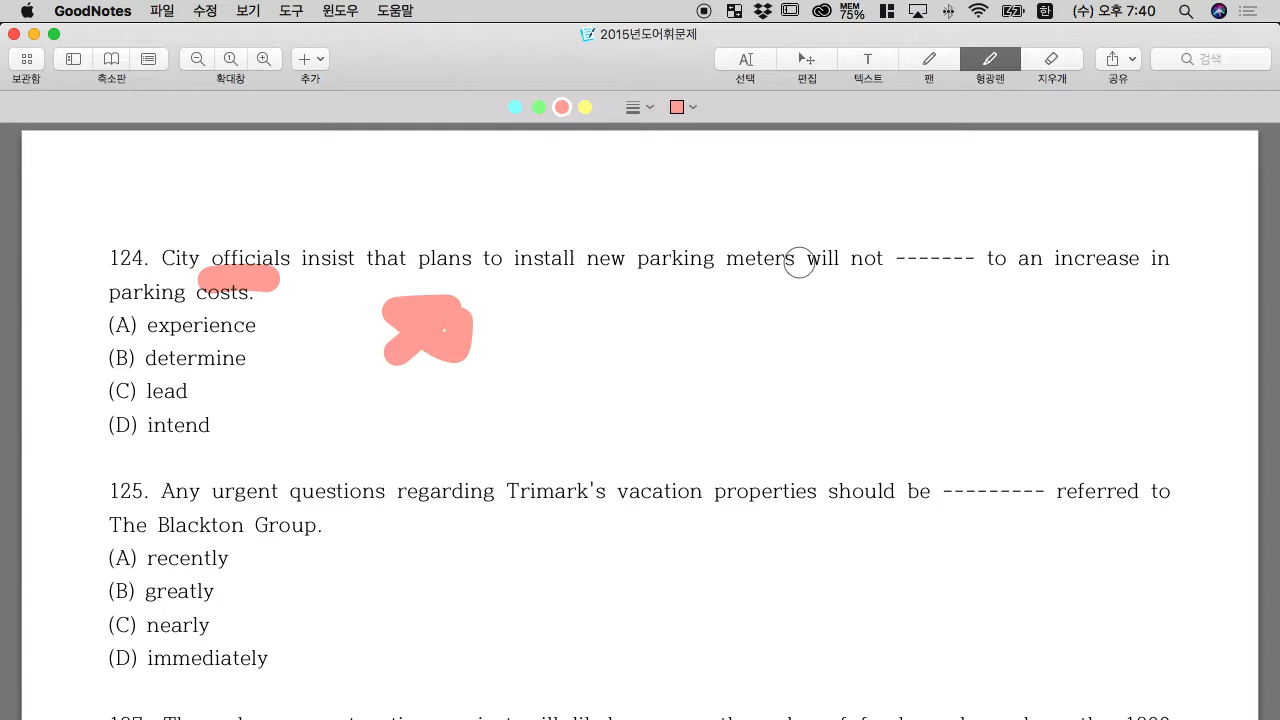 GoodNotes 파일 수정 보기 도구 윈도우 도움말 MEM 75% 한 (수) 오후 7:40
2015년도어휘문제
보관함 축소판 확대창 추가 선택 편집 텍스트 펜 형광펜 지우개 공유 검색
124. City officials insist that plans to install new parking meters will not ------- to an increase in
parking costs.
(A) experience
(B) determine
(C) lead
(D) intend
125. Any urgent questions regarding Trimark's vacation properties should be --------- referred to
The Blackton Group.
(A) recently
(B) greatly
(C) nearly
(D) immediately